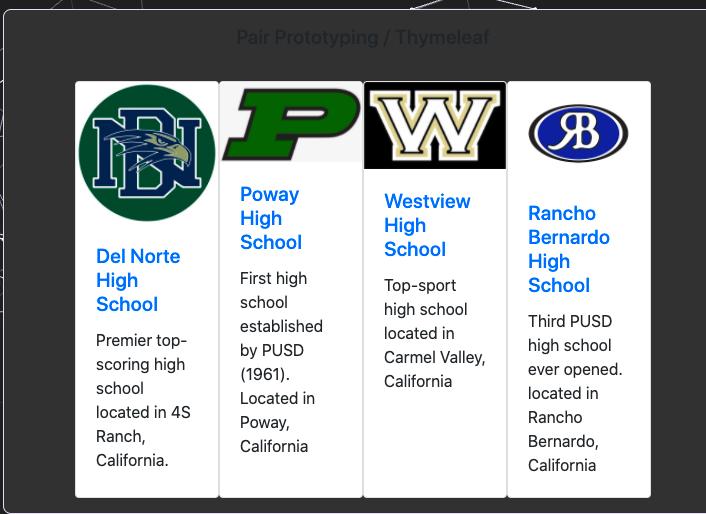 Pair Prototyping / Thymeleaf
DN
Del Norte
High
School
Premier top-
scoring high
school
located in 4S
Ranch,
California.
P
Poway
High
School
First high
school
established
by PUSD
(1961).
Located in
Poway,
California
W
Westview
High
School
Top-sport
high school
located in
Carmel Valley,
California
RB
Rancho
Bernardo
High
School
Third PUSD
high school
ever opened.
located in
Rancho
Bernardo,
California